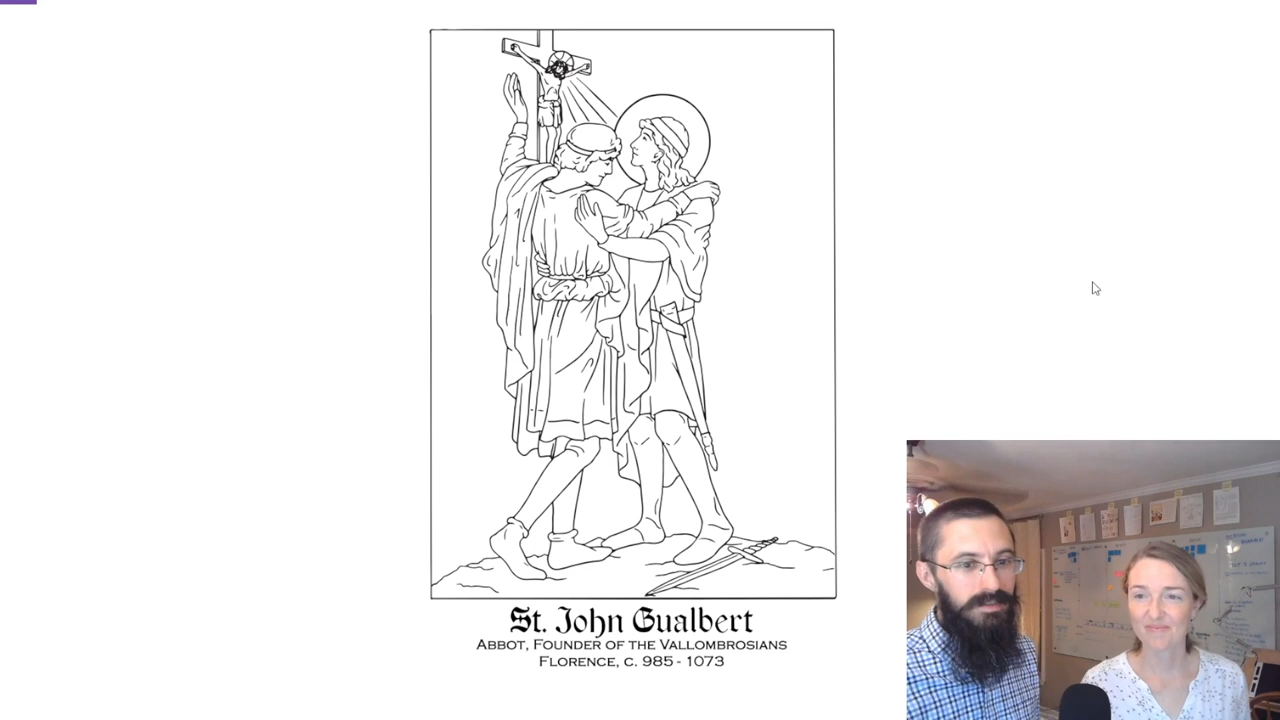 St. John Gualbert
Abbot, Founder of the Vallombrosians
Florence, c. 985 - 1073